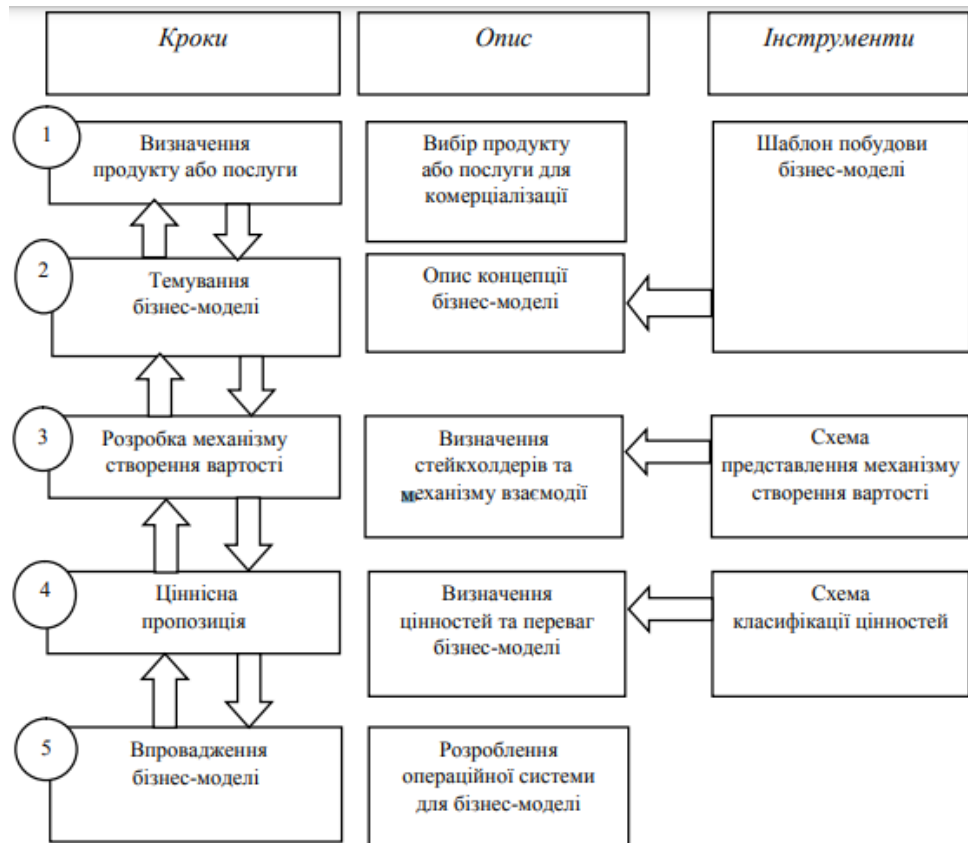 Кроки
Опис
Інструменти
1
Визначення
продукту або послуги
Вибір продукту
або послуги для
комерціалізації
Шаблон побудови
бізнес-моделі
2
Темування
бізнес-моделі
Опис концепції
бізнес-моделі
3
Розробка механізму
створення вартості
Визначення
стейкхолдерів та
механізму взаємодії
Схема
представлення механізму
створення вартості
4
Ціннісна
пропозиція
Визначення
цінностей та переваг
бізнес-моделі
Схема
класифікації цінностей
5
Впровадження
бізнес-моделі
Розроблення
операційної системи
для бізнес-моделі